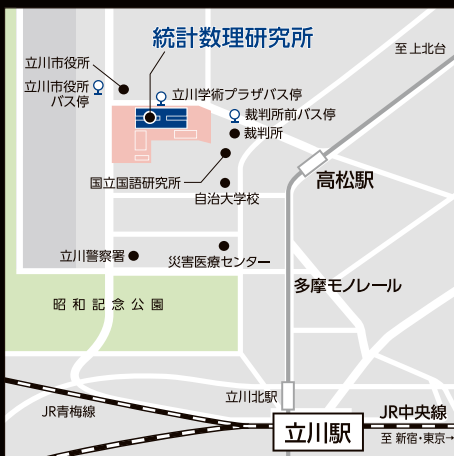 統計数理研究所
至 上北台
立川市役所
立川市役所
バス停
立川学術プラザバス停
裁判所前バス停
裁判所
国立国語研究所
高松駅
自治大学校
立川警察署
災害医療センター
多摩モノレール
昭和記念公園
立川北駅
JR青梅線
JR中央線
立川駅
至 新宿・東京→